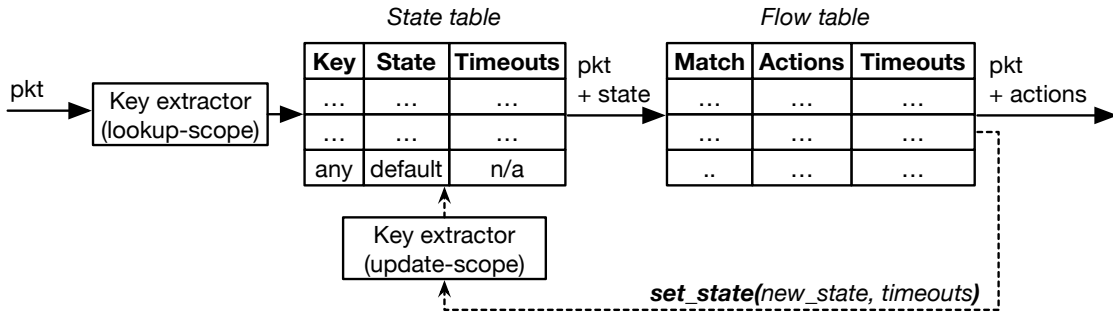 State table
Flow table
pkt
Key extractor
(lookup-scope)
Key State Timeouts
… … …
… … …
any default n/a
pkt
+ state
Match Actions Timeouts
… … …
… … …
.. … …
pkt
+ actions
Key extractor
(update-scope)
set_state(new_state, timeouts)